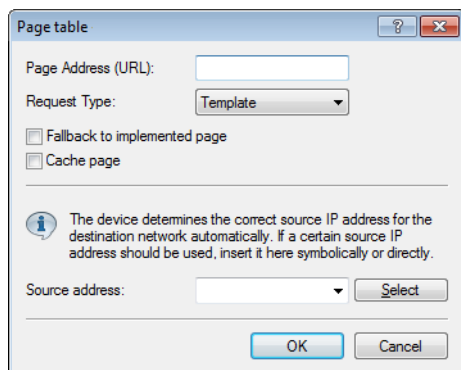 Page table
Page Address (URL):
Request Type:
Template
Fallback to implemented page
Cache page
The device determines the correct source IP address for the
destination network automatically. If a certain source IP
address should be used, insert it here symbolically or directly.
Source address:
Select
OK
Cancel